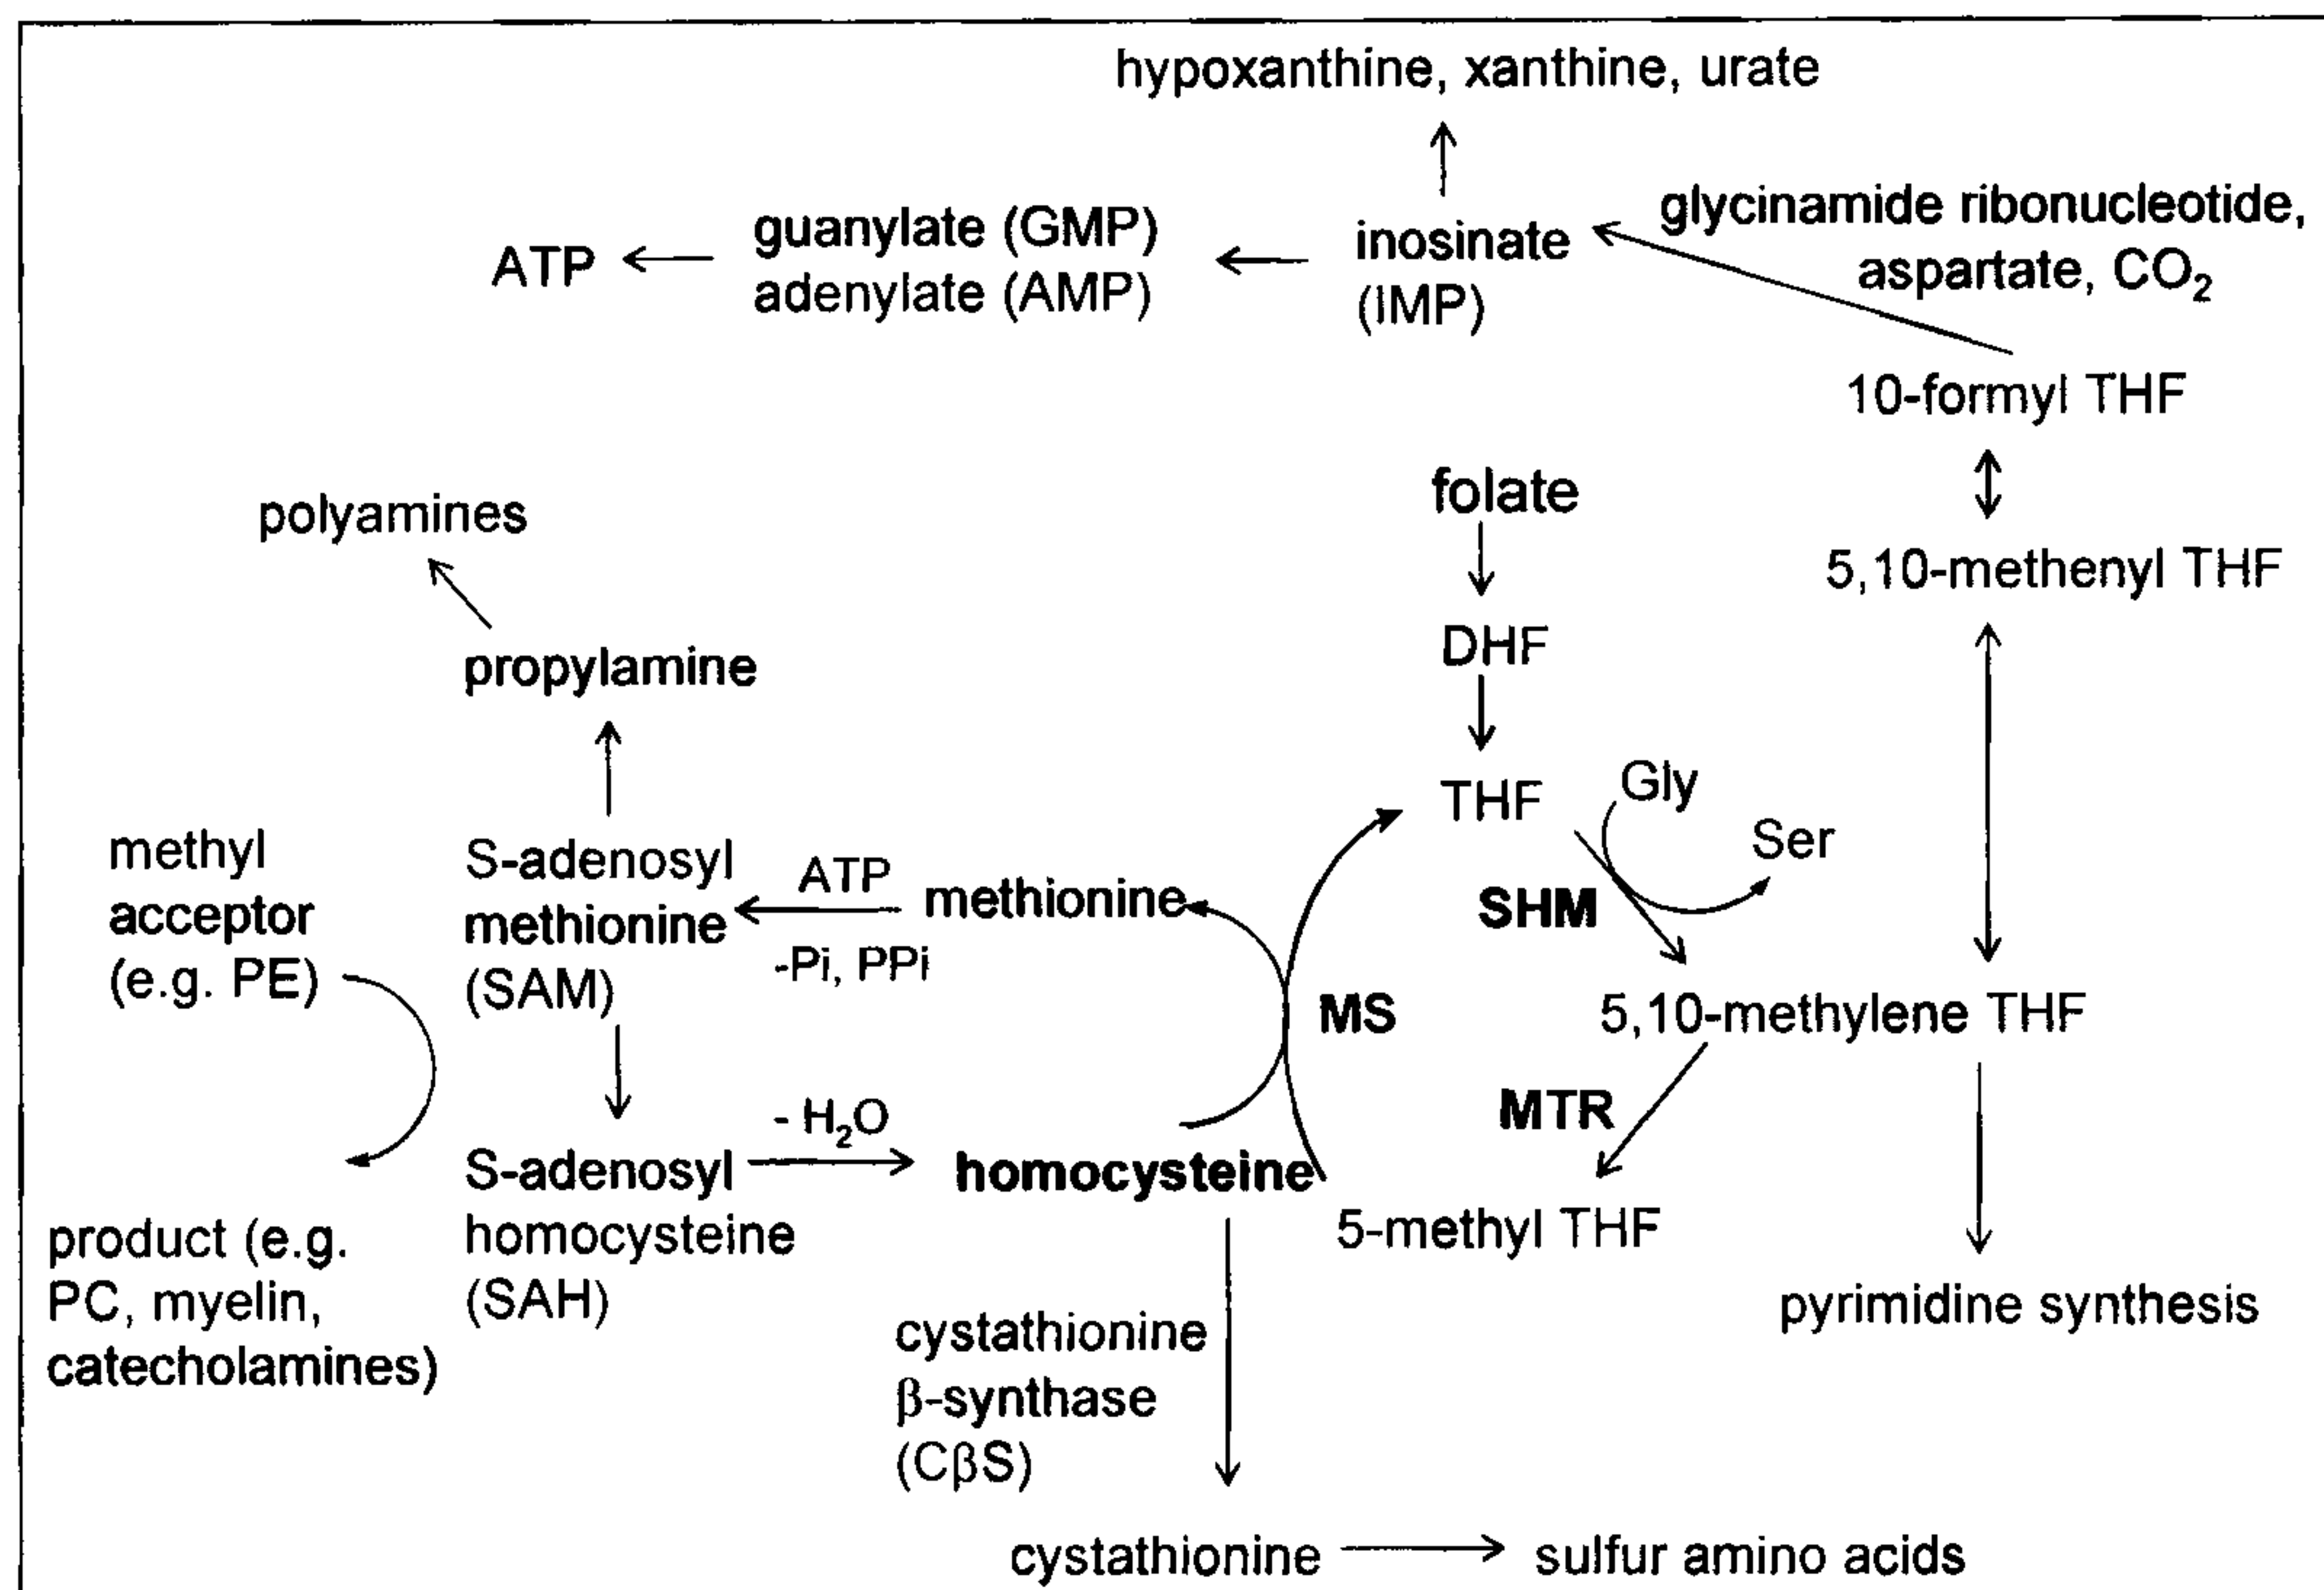 hypoxanthine, xanthine, urate
glycinamide ribonucleotide,
aspartate, CO₂
inosinate
(IMP)
guanylate (GMP)
adenylate (AMP)
ATP
10-formyl THF
folate
5,10-methenyl THF
DHF
polyamines
propylamine
THF
Gly
Ser
SHM
methyl
acceptor
(e.g. PE)
S-adenosyl
methionine
(SAM)
ATP
-Pi, PPi
methionine
MS
5,10-methylene THF
MTR
5-methyl THF
- H₂O
S-adenosyl
homocysteine
(SAH)
homocysteine
product (e.g.
PC, myelin,
catecholamines)
pyrimidine synthesis
cystathionine
β-synthase
(CβS)
cystathionine
sulfur amino acids